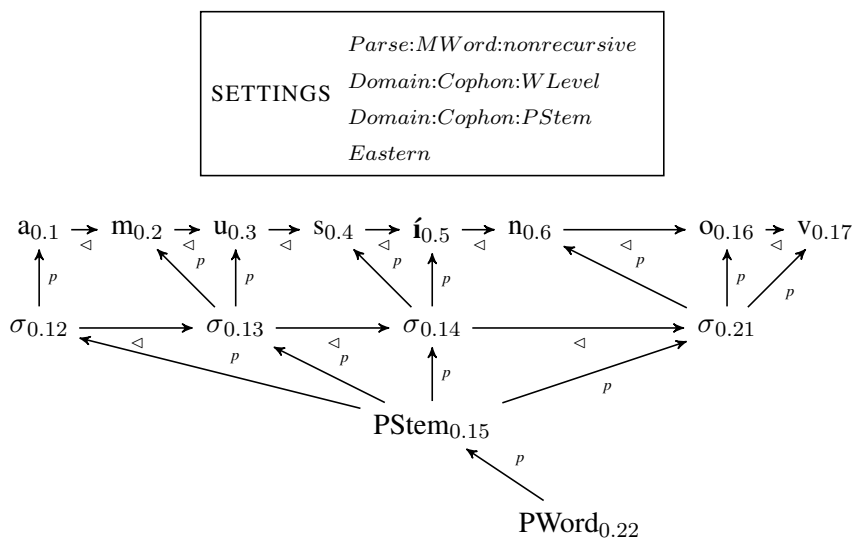 SETTINGS
Parse:MWord:nonrecursive
Domain:Cophon:WLevel
Domain:Cophon:PStem
Eastern
a0.1 m0.2 u0.3 s0.4 í0.5 n0.6 o0.16 v0.17
◁ ◁ ◁ ◁ ◁ ◁ ◁
p p p p p p p p
σ0.12 σ0.13 σ0.14 σ0.21
◁ ◁ ◁
p p p p
PStem0.15
p
PWord0.22